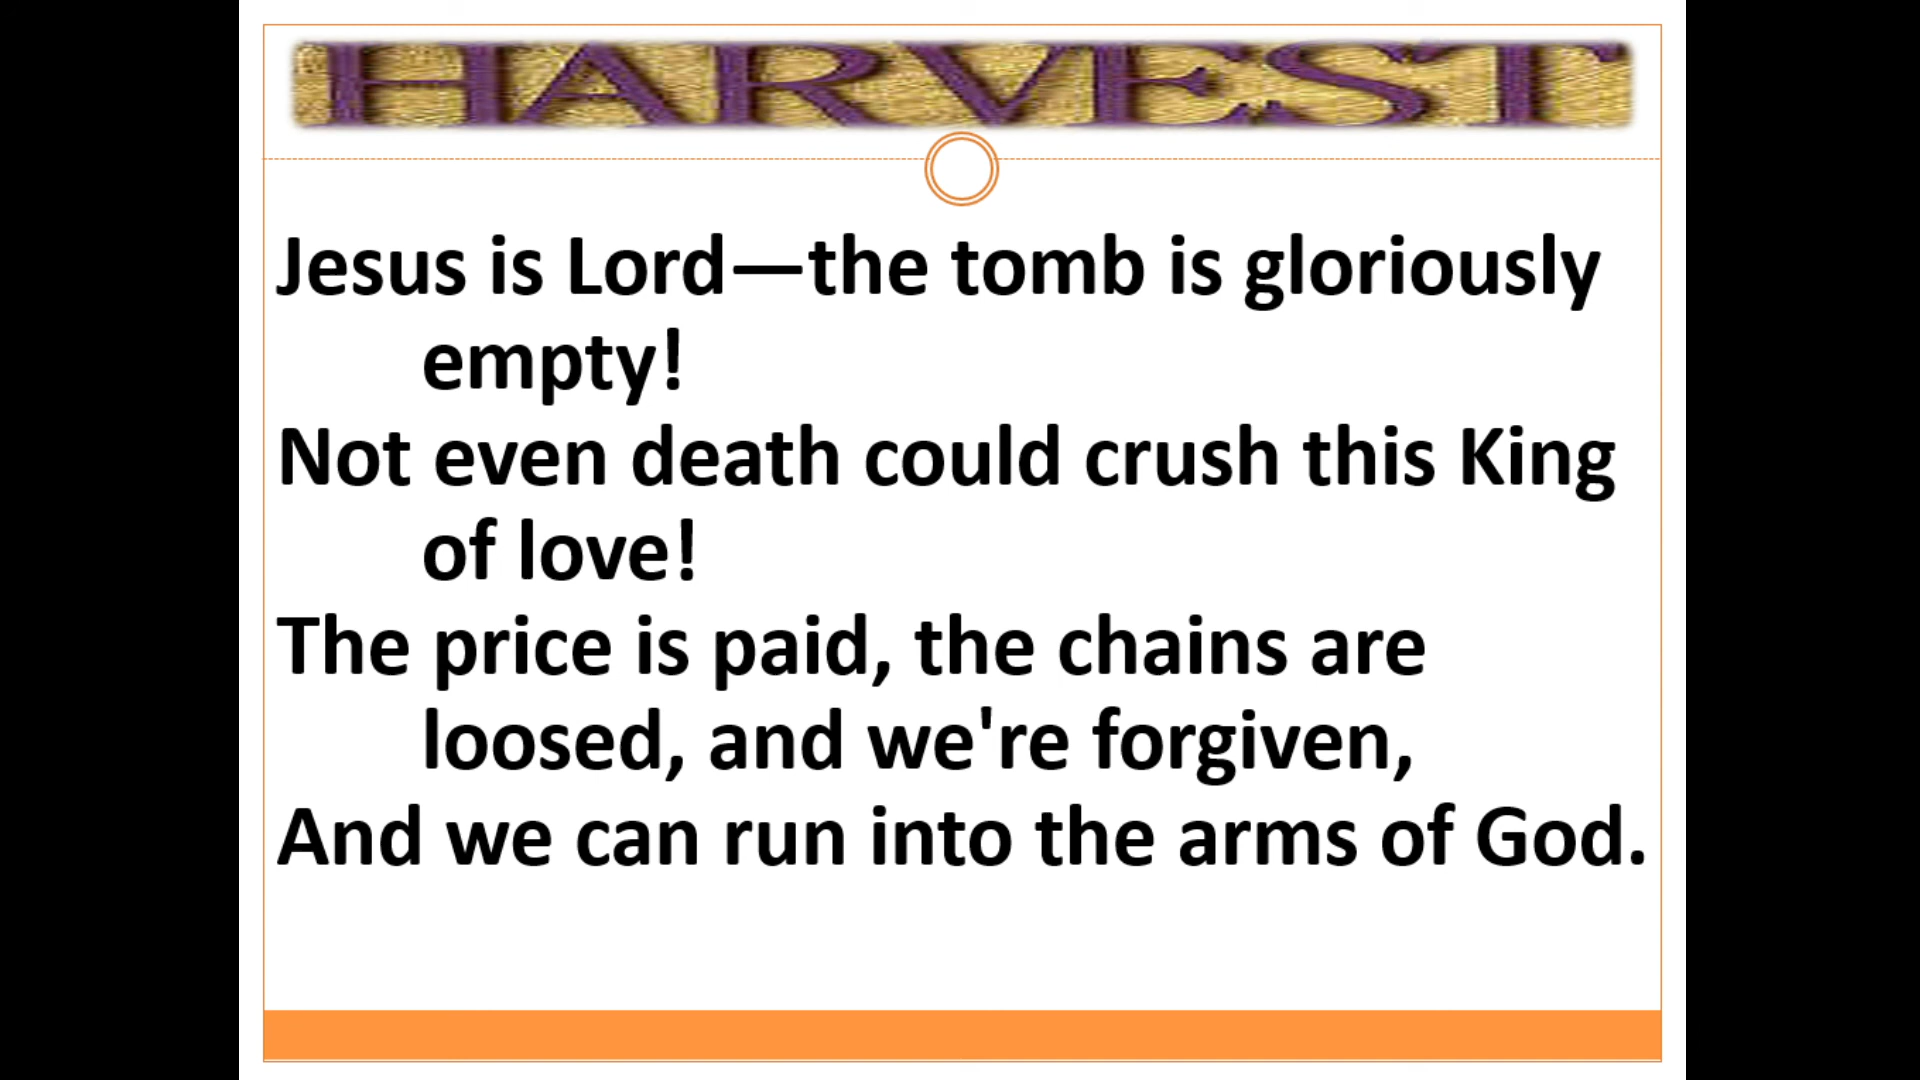 HARVEST
Jesus is Lord—the tomb is gloriously
empty!
Not even death could crush this King
of love!
The price is paid, the chains are
loosed, and we're forgiven,
And we can run into the arms of God.